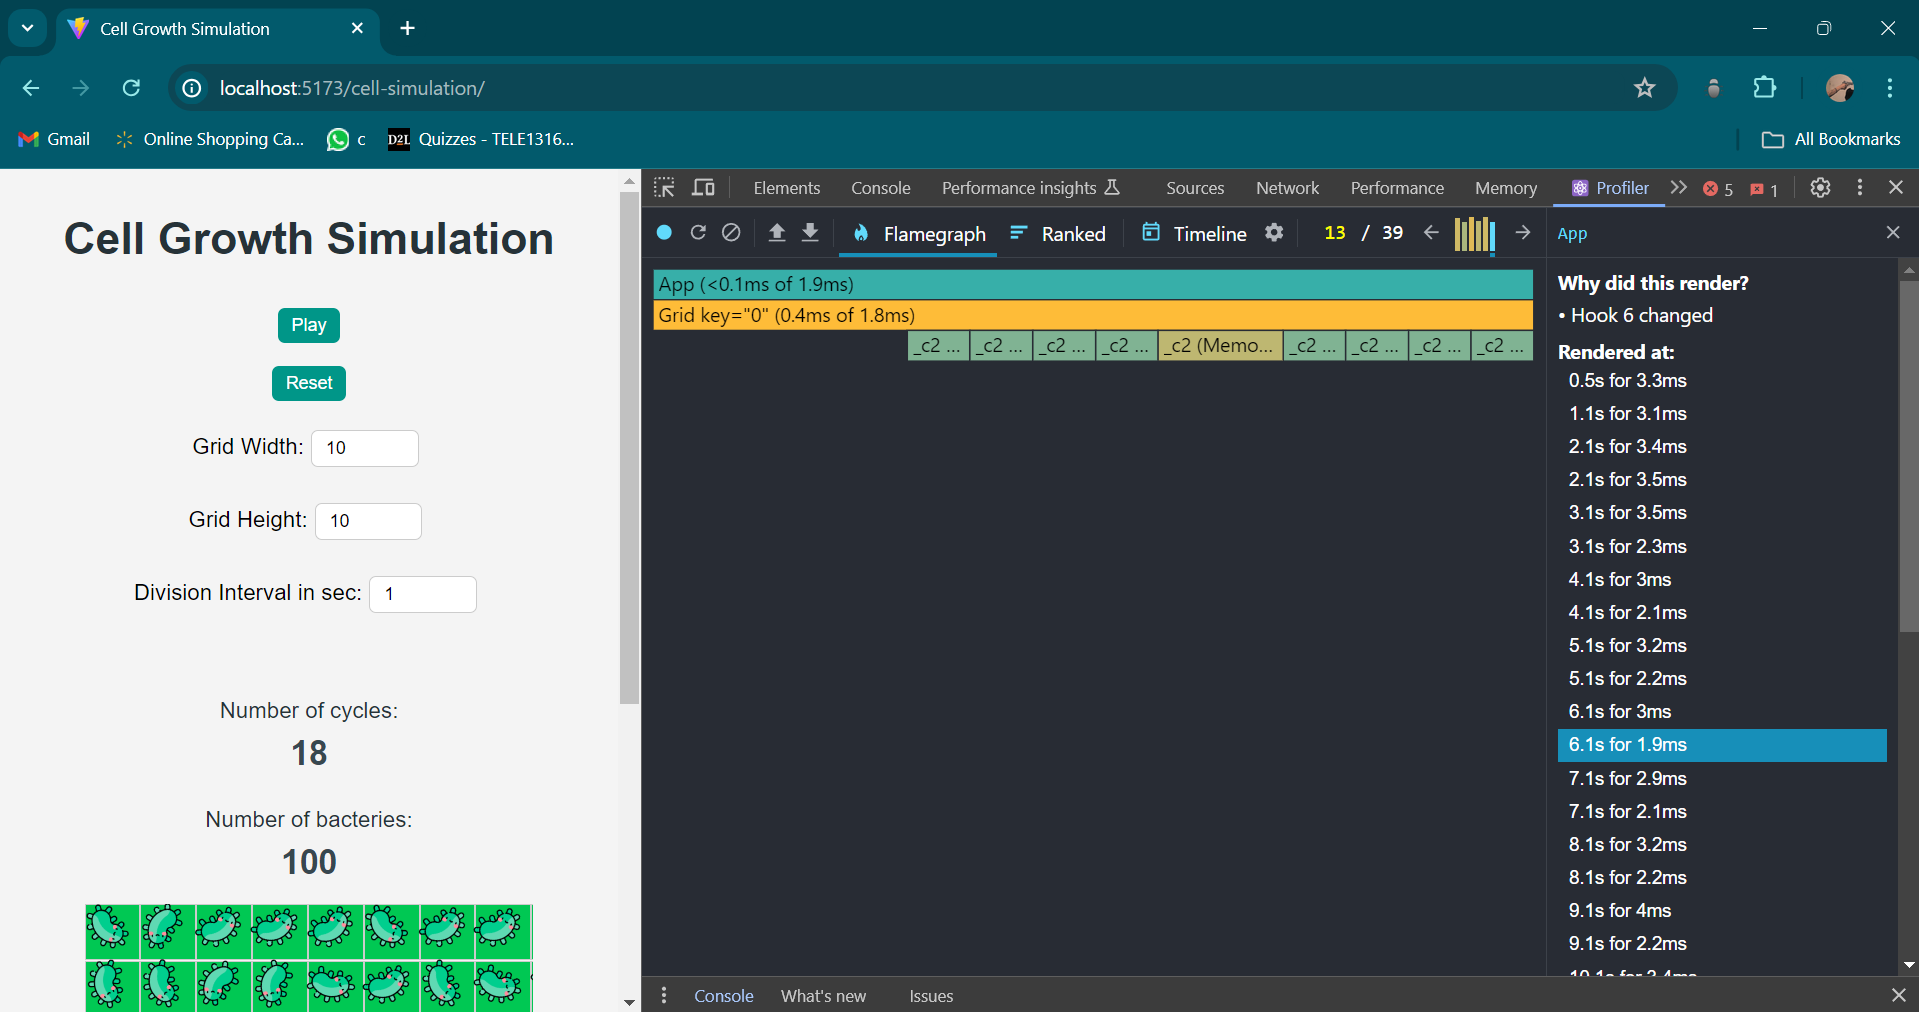 Cell Growth Simulation
localhost:5173/cell-simulation/
Gmail
Online Shopping Ca...
c
D2L
Quizzes - TELE1316...
All Bookmarks
Cell Growth Simulation
Play
Reset
Grid Width: 10
Grid Height: 10
Division Interval in sec: 1
Number of cycles:
18
Number of bacteries:
100
Elements Console Performance insights Sources Network Performance Memory Profiler 5 1
Flamegraph Ranked Timeline 13 / 39
App (<0.1ms of 1.9ms)
Grid key="0" (0.4ms of 1.8ms)
_c2 ... _c2 ... _c2 ... _c2 ... _c2 (Memo... _c2 ... _c2 ... _c2 ... _c2 ...
App
Why did this render?
• Hook 6 changed
Rendered at:
0.5s for 3.3ms
1.1s for 3.1ms
2.1s for 3.4ms
2.1s for 3.5ms
3.1s for 3.5ms
3.1s for 2.3ms
4.1s for 3ms
4.1s for 2.1ms
5.1s for 3.2ms
5.1s for 2.2ms
6.1s for 3ms
6.1s for 1.9ms
7.1s for 2.9ms
7.1s for 2.1ms
8.1s for 3.2ms
8.1s for 2.2ms
9.1s for 4ms
9.1s for 2.2ms
Console What's new Issues